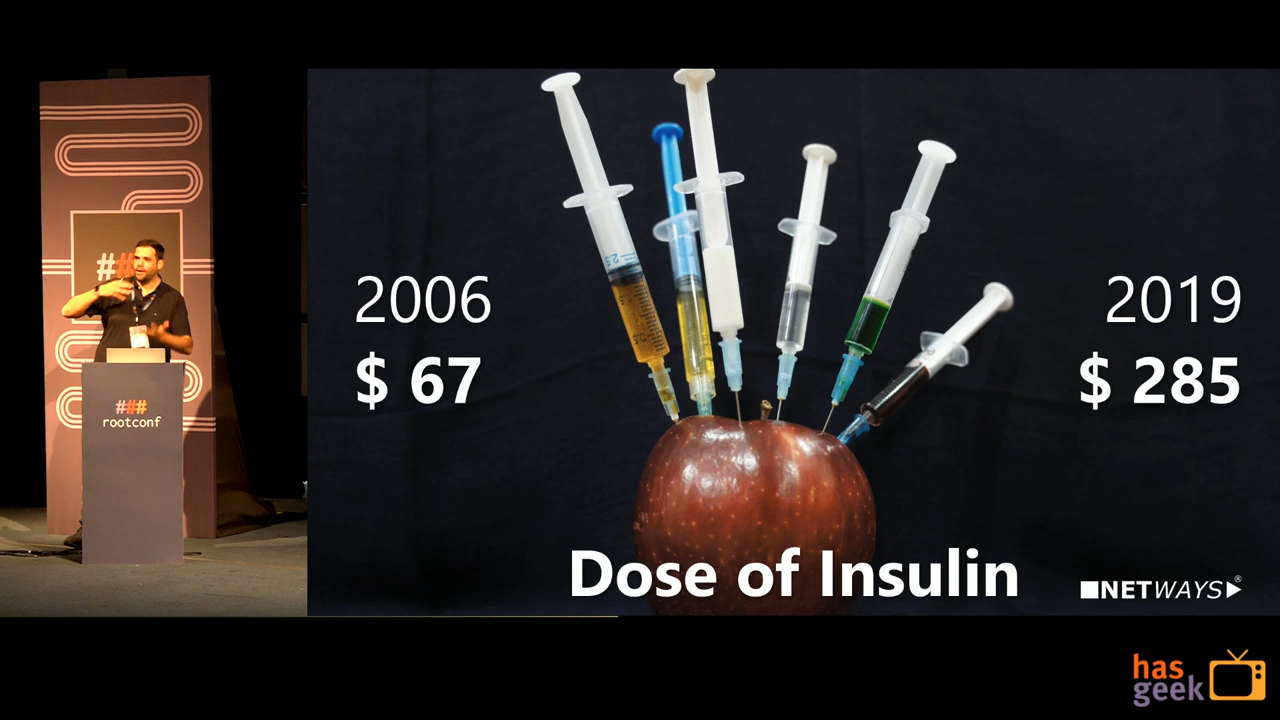 ##
###
rootconf
2006
$ 67
2019
$ 285
Dose of Insulin
NETWAYS®
has
geek